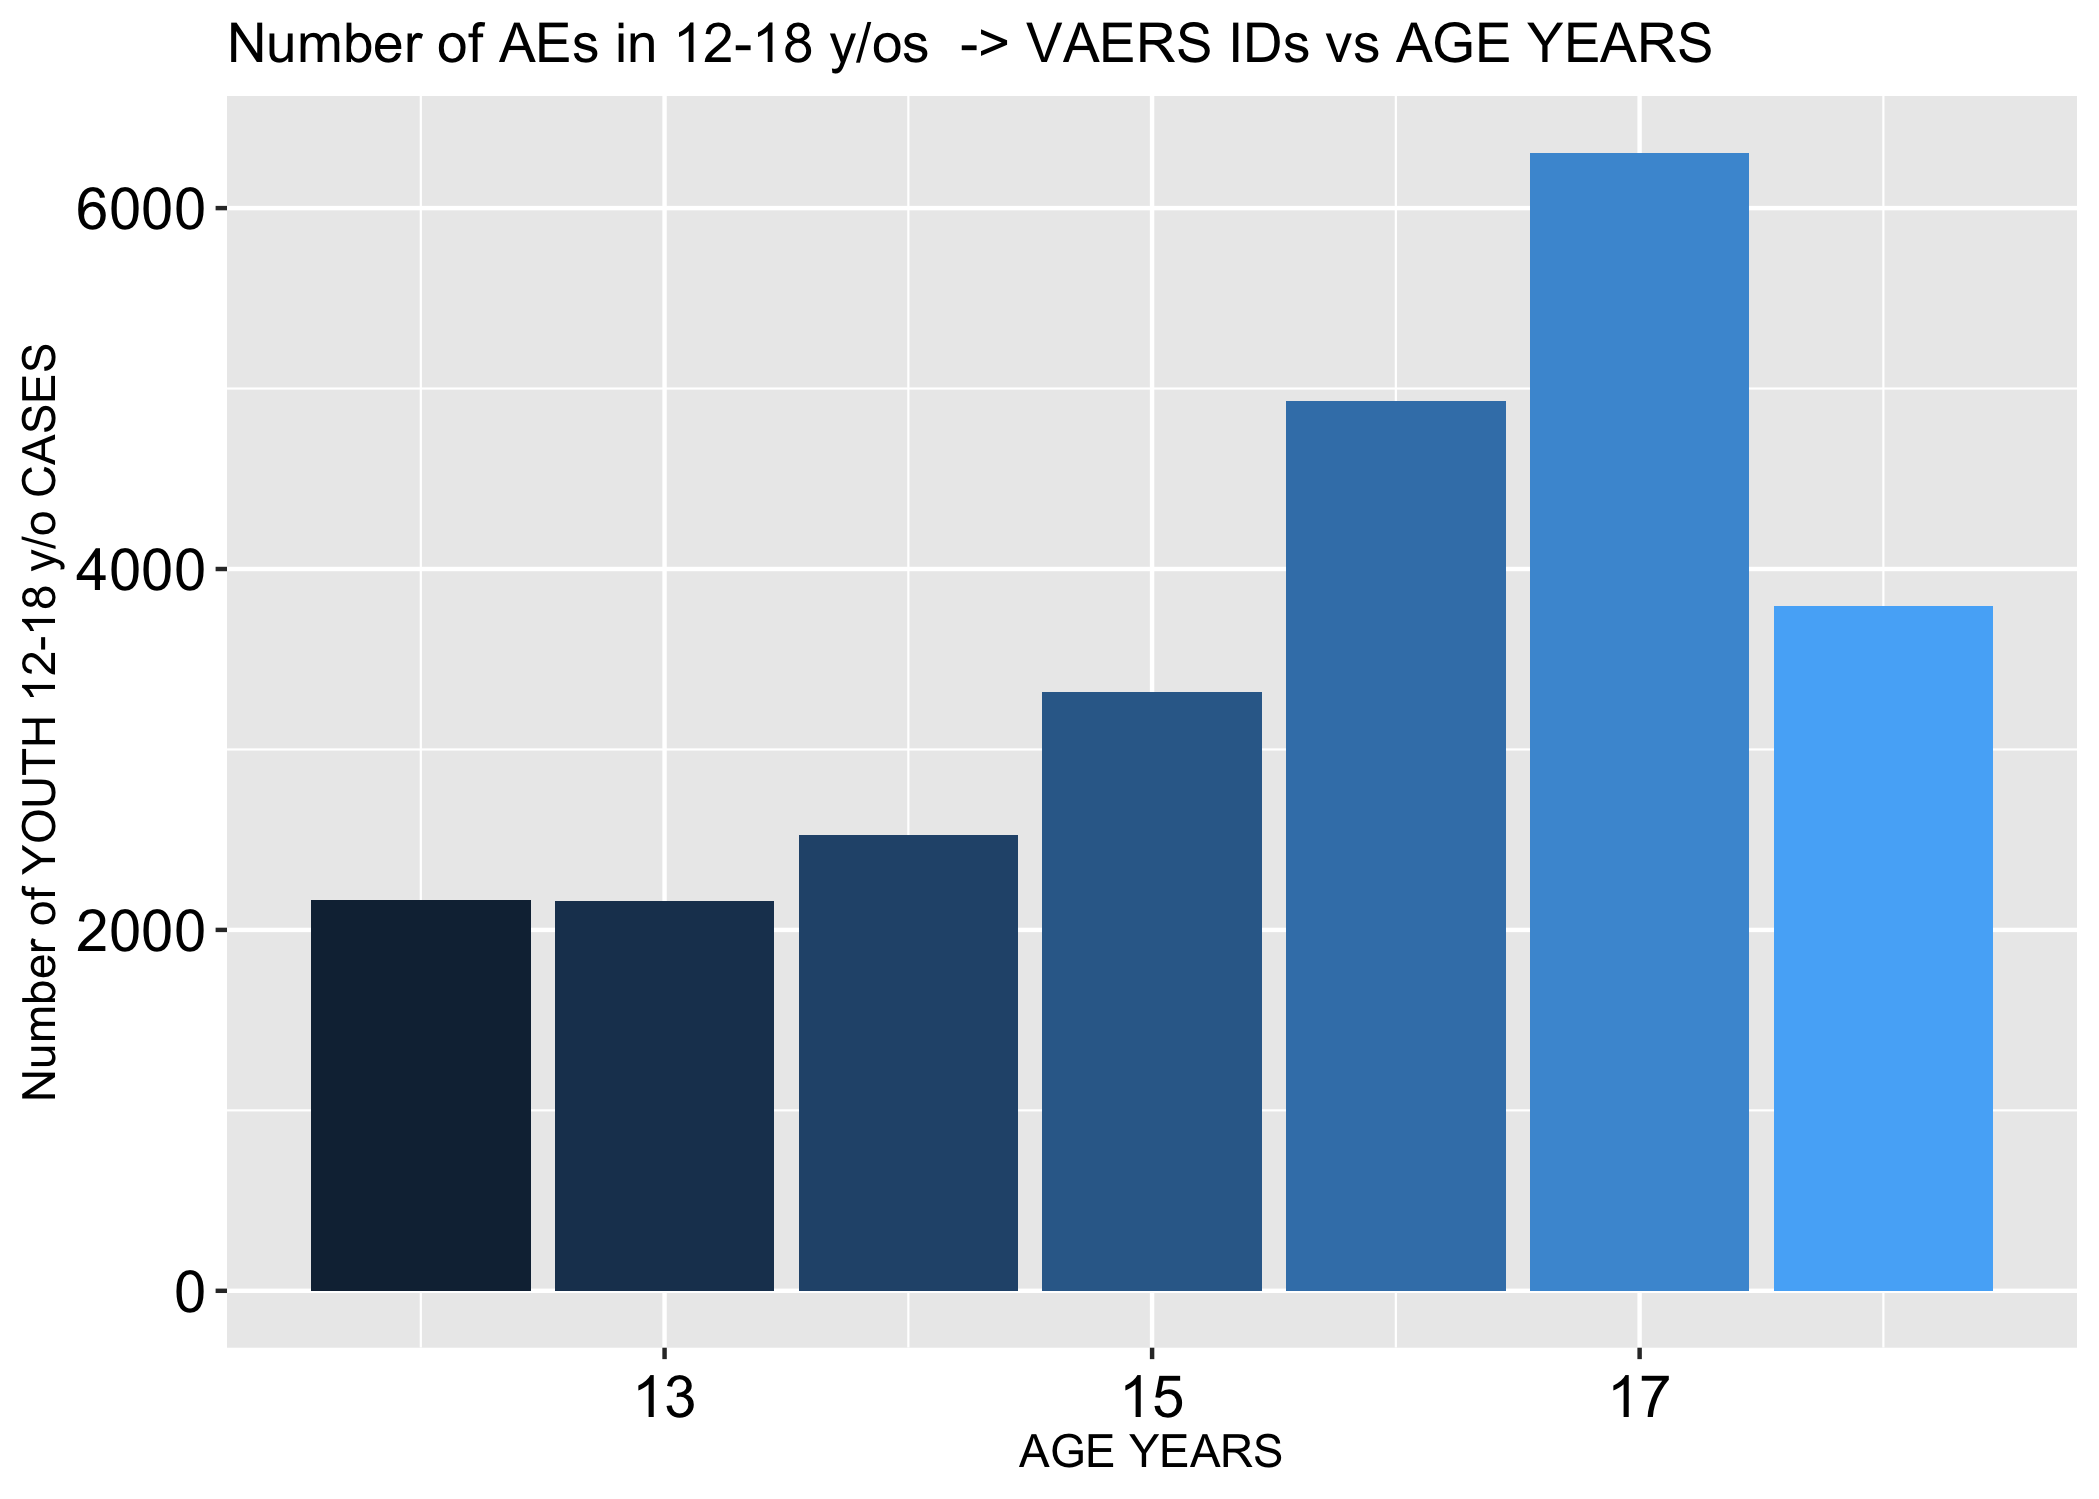 Number of AEs in 12-18 y/os  -> VAERS IDs vs AGE YEARS
Number of YOUTH 12-18 y/o CASES
6000
4000
2000
0
13 15 17
AGE YEARS